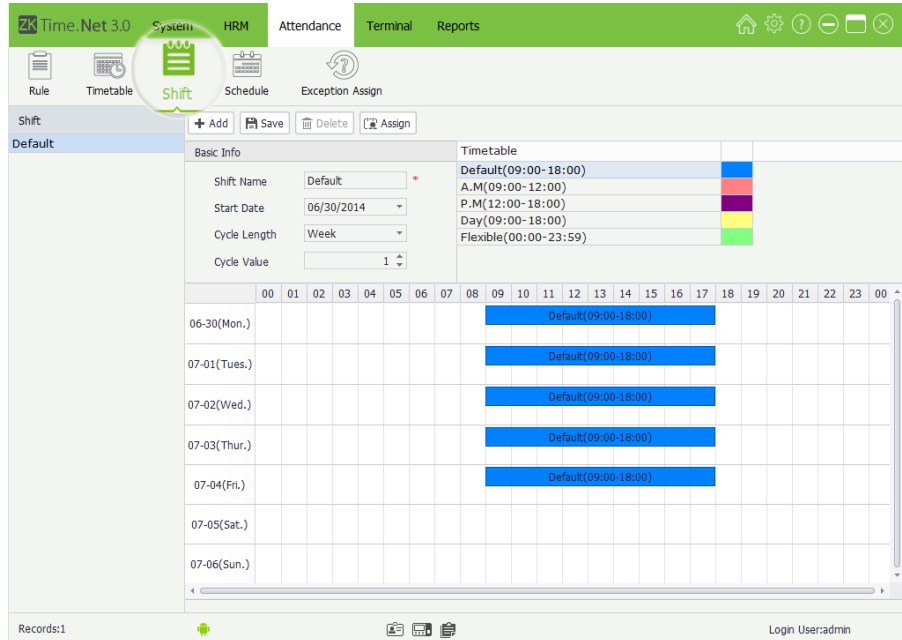 ZK Time.Net 3.0 System HRM Attendance Terminal Reports
Rule Timetable Shift Schedule Exception Assign
Shift
Default
Add Save Delete Assign
Basic Info
Shift Name Default *
Start Date 06/30/2014
Cycle Length Week
Cycle Value 1
Timetable
Default(09:00-18:00)
A.M(09:00-12:00)
P.M(12:00-18:00)
Day(09:00-18:00)
Flexible(00:00-23:59)
00 01 02 03 04 05 06 07 08 09 10 11 12 13 14 15 16 17 18 19 20 21 22 23 00
06-30(Mon.) Default(09:00-18:00)
07-01(Tues.) Default(09:00-18:00)
07-02(Wed.) Default(09:00-18:00)
07-03(Thur.) Default(09:00-18:00)
07-04(Fri.) Default(09:00-18:00)
07-05(Sat.)
07-06(Sun.)
Records:1 Login User:admin